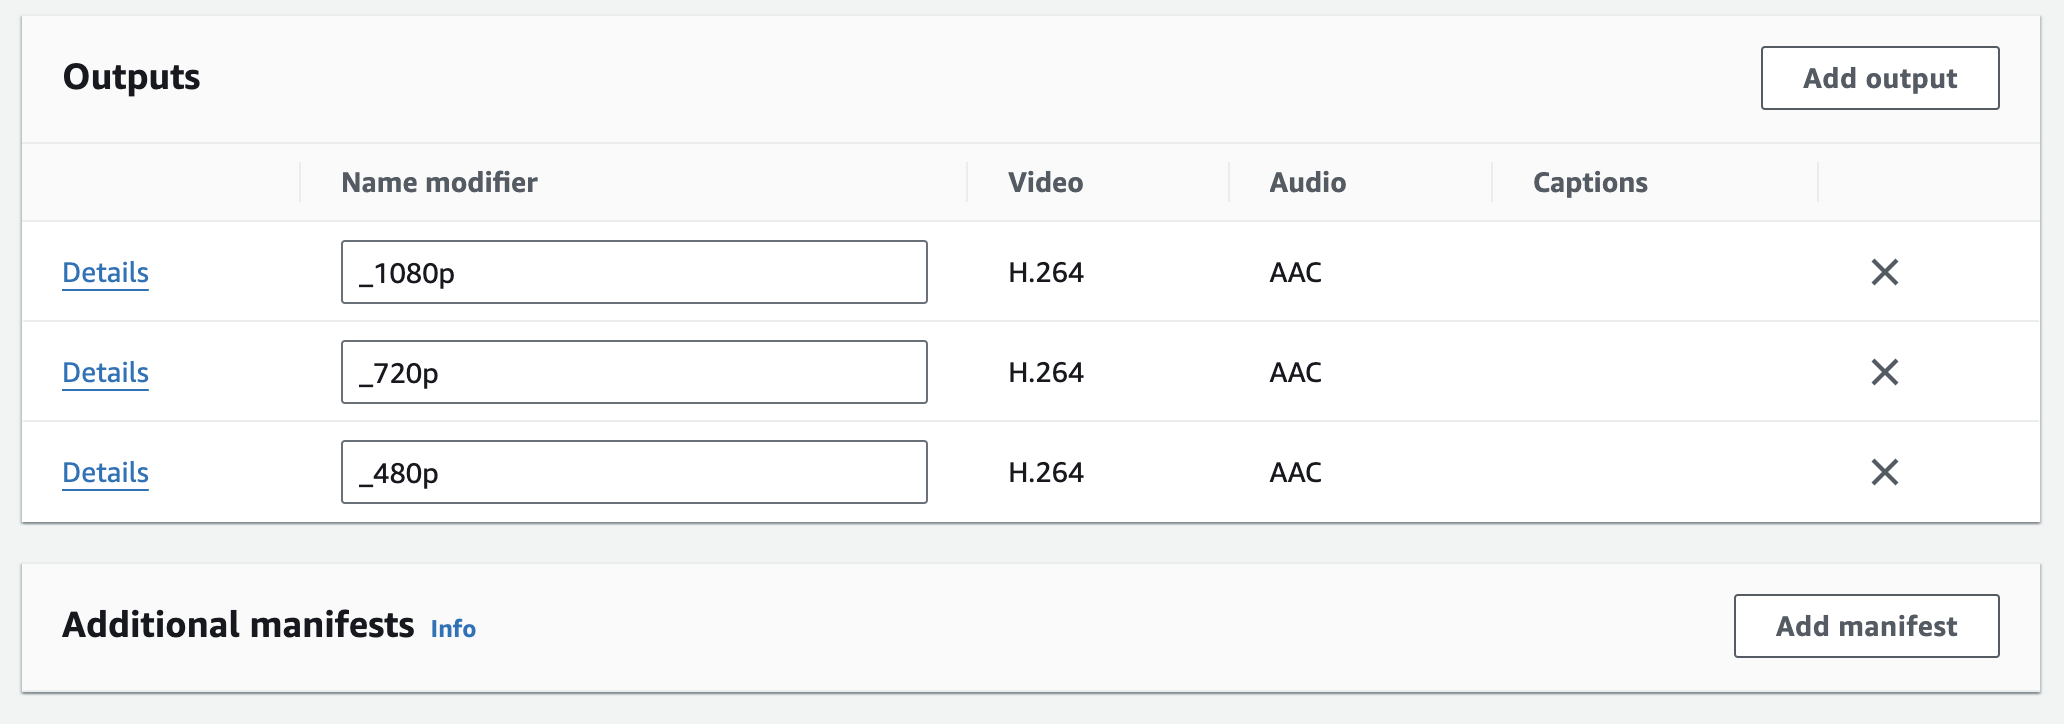 Outputs
Add output
Name modifier Video Audio Captions
Details _1080p H.264 AAC
Details _720p H.264 AAC
Details _480p H.264 AAC
Additional manifests Info
Add manifest